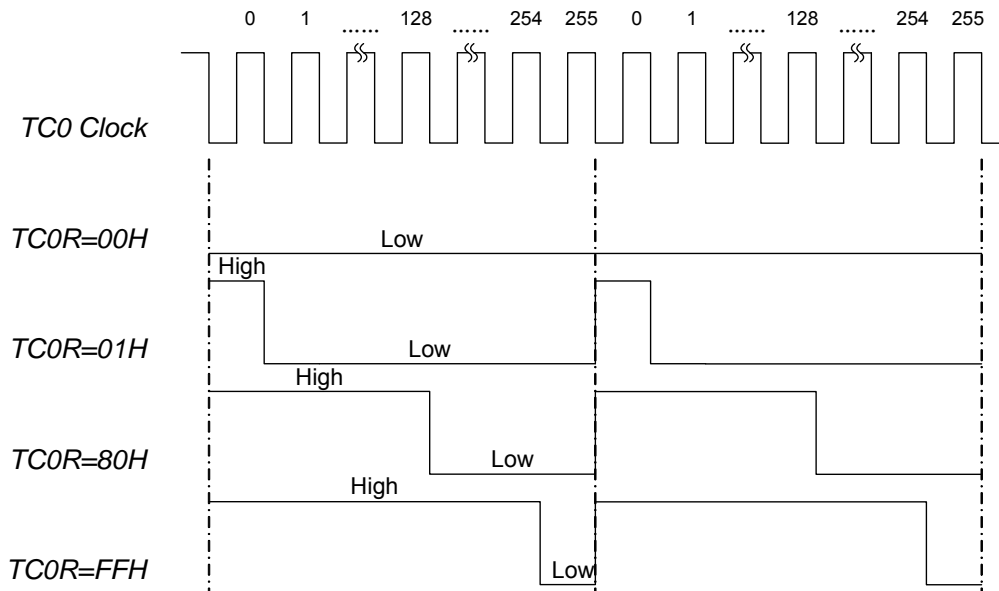 0 1 …… 128 …… 254 255 0 1 …… 128 …… 254 255
TC0 Clock
TC0R=00H
Low
High
TC0R=01H
Low
High
TC0R=80H
Low
High
TC0R=FFH
Low